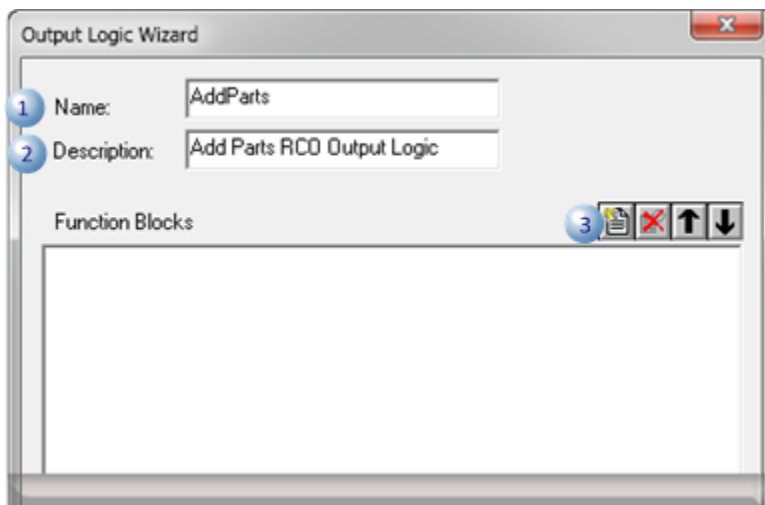 Output Logic Wizard
1 Name: AddParts
2 Description: Add Parts RCO Output Logic
Function Blocks 3